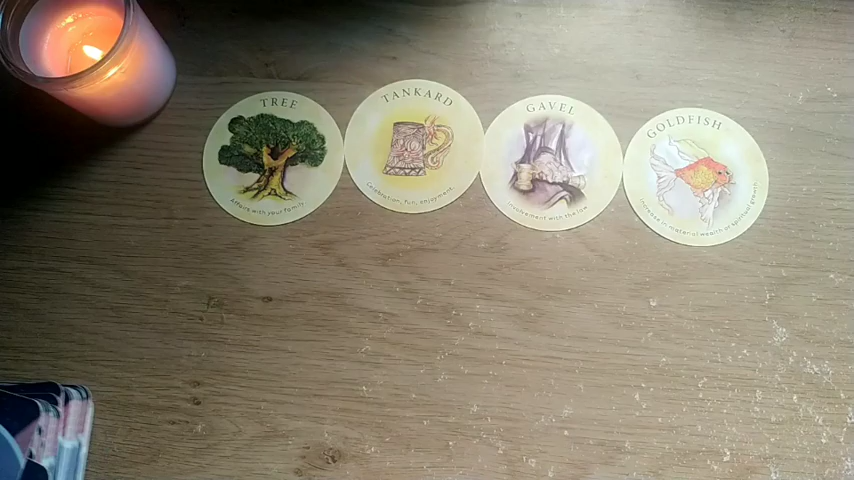 TREE
Affairs with your family.
TANKARD
Celebration, fun, enjoyment.
GAVEL
Involvement with the law
GOLDFISH
Increase in material wealth or spiritual growth.